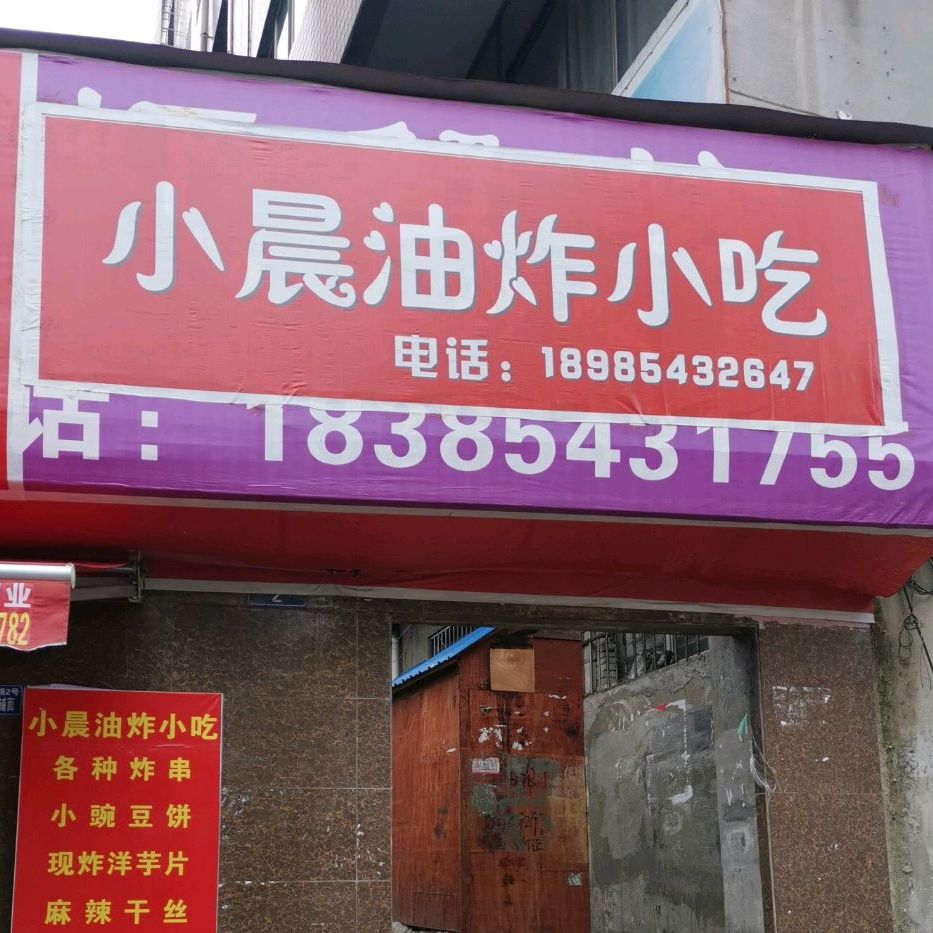 小晨油炸小吃
电话：18985432647
话：18385431755
业
782
2
小晨油炸小吃
各种炸串
小豌豆饼
现炸洋芋片
麻辣干丝